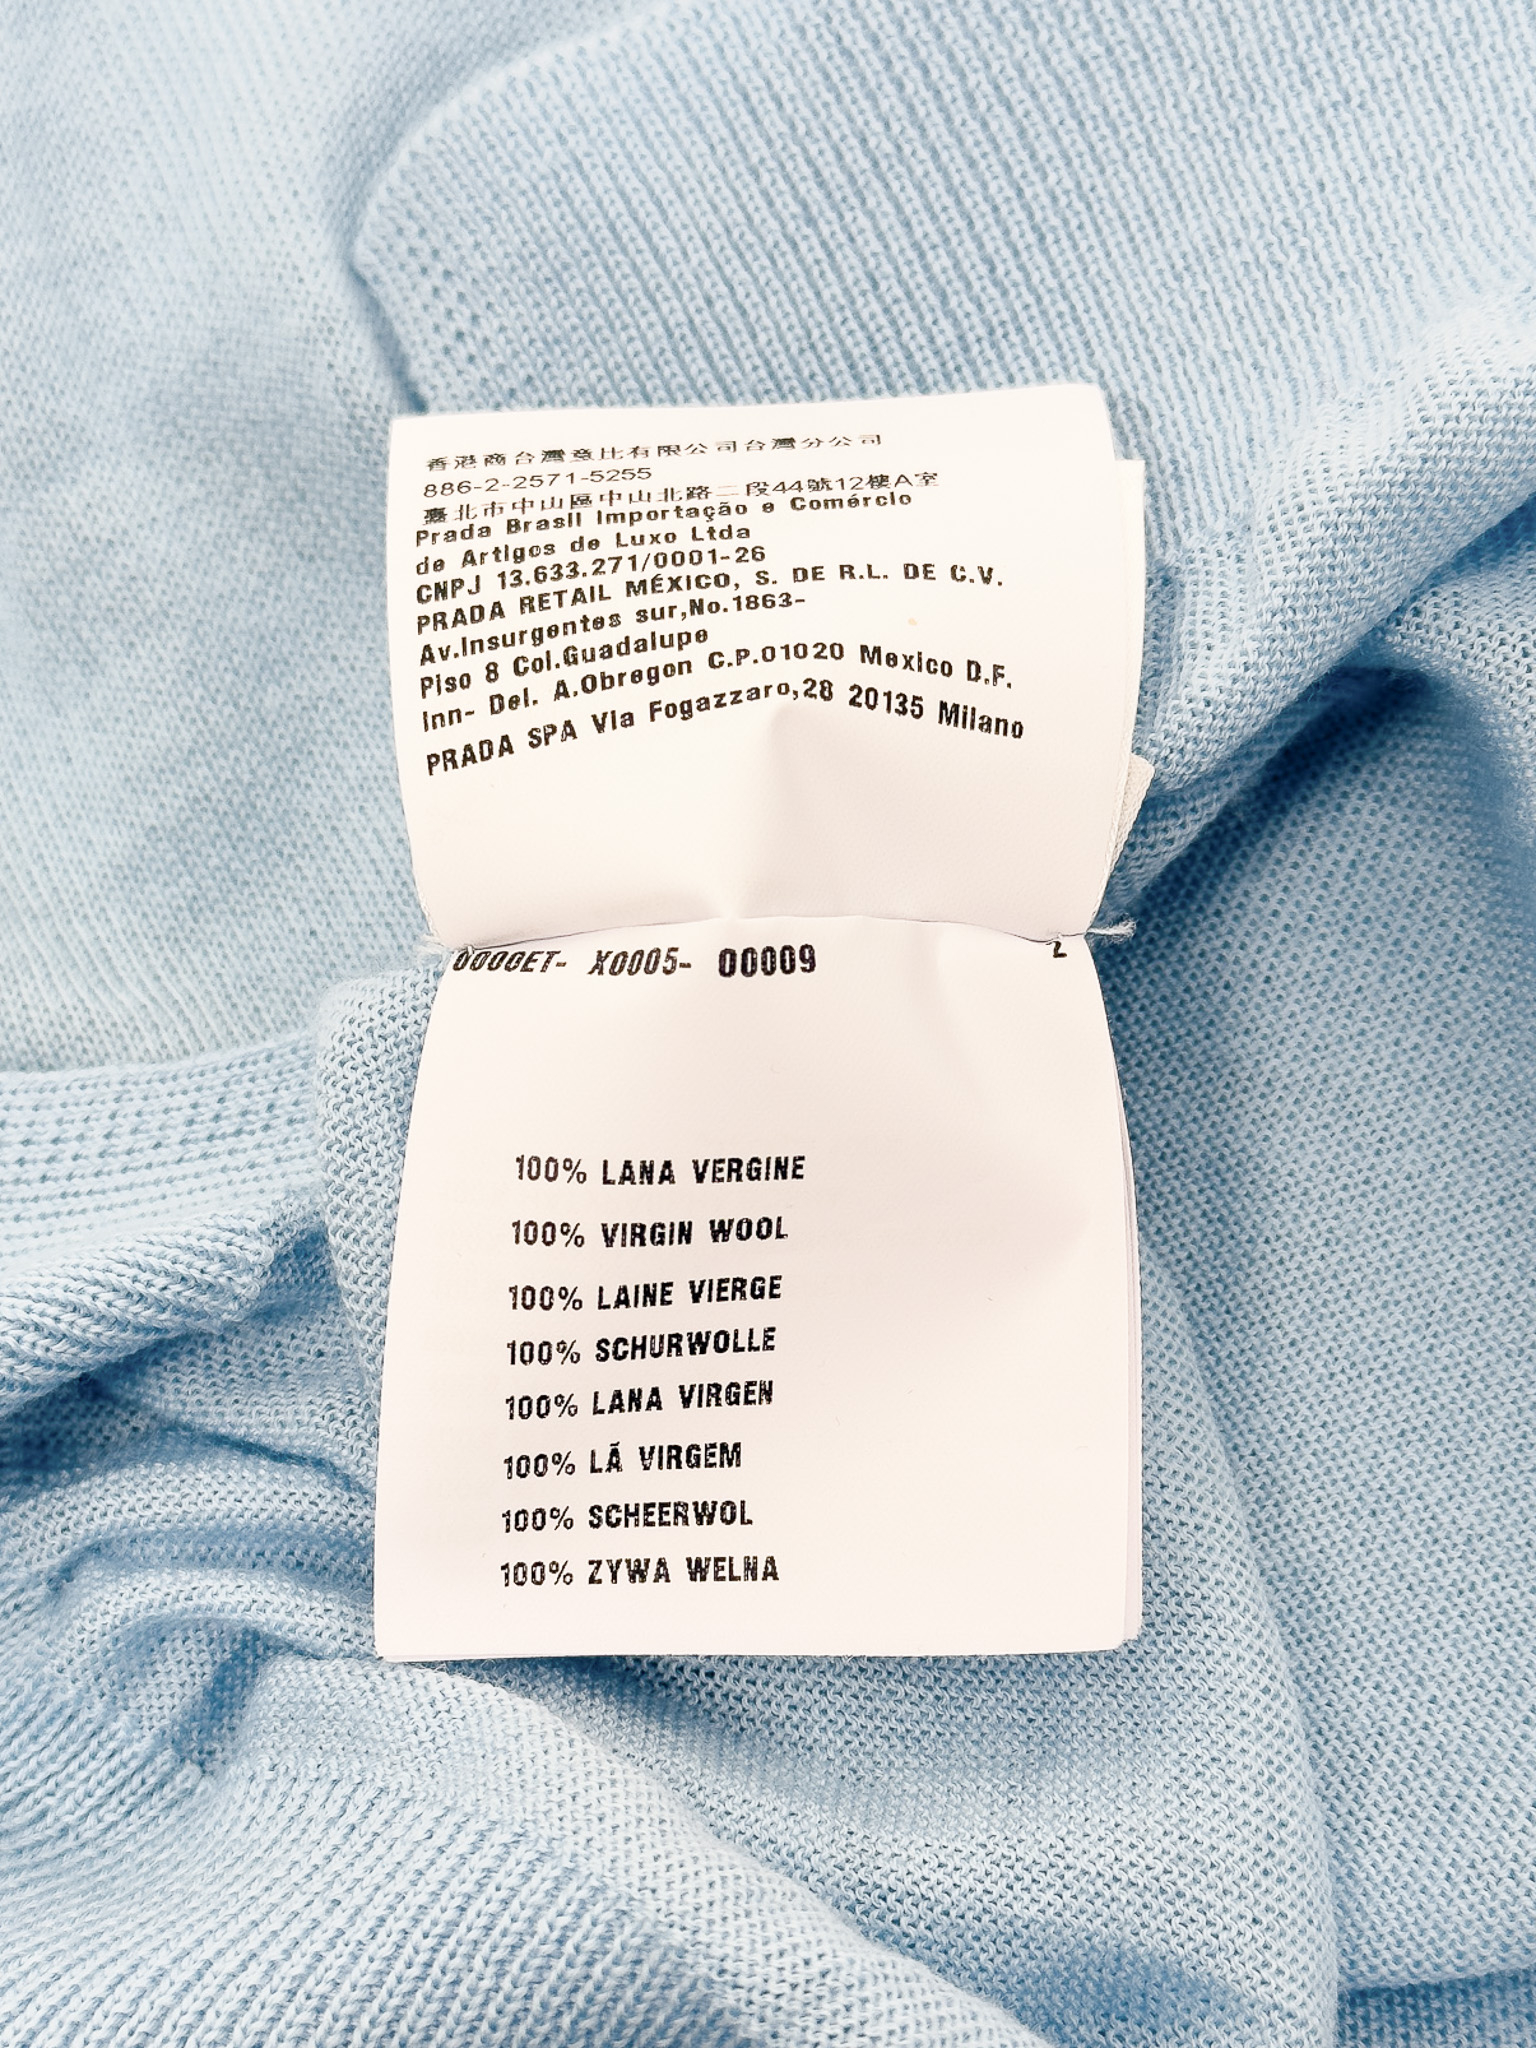 香港商台灣登比有限公司台灣分公司
886-2-2571-5255
臺北市中山區中山北路二段44號12樓A室
Prada Brasil Importação e Comércio
de Artigos de Luxo Ltda
CNPJ 13.633.271/0001-26
PRADA RETAIL MÉXICO, S. DE R.L. DE C.V.
Av.Insurgentes sur,No.1863-
Piso 8 Col.Guadalupe
Inn- Del. A.Obregon C.P.01020 Mexico D.F.
PRADA SPA Via Fogazzaro,28 20135 Milano
0000ET- X0005- 00009 2
100% LANA VERGINE
100% VIRGIN WOOL
100% LAINE VIERGE
100% SCHURWOLLE
100% LANA VIRGEN
100% LÃ VIRGEM
100% SCHEERWOL
100% ZYWA WELNA